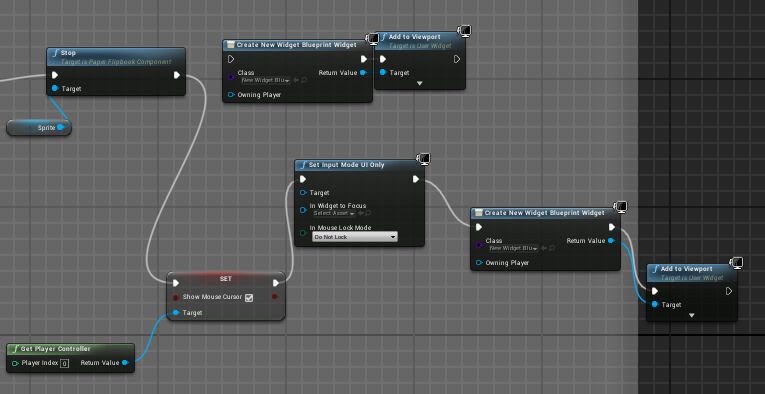 Stop
Target is Paper Flipbook Component
Target
Sprite
Create New Widget Blueprint Widget
Class
Return Value
New Widget Blu
Owning Player
Add to Viewport
Target is User Widget
Target
Set Input Mode UI Only
Target
In Widget to Focus
Select Asset
In Mouse Lock Mode
Do Not Lock
Create New Widget Blueprint Widget
Class
Return Value
New Widget Blu
Owning Player
Add to Viewport
Target is User Widget
Target
SET
Show Mouse Cursor
Target
Get Player Controller
Player Index 0 Return Value